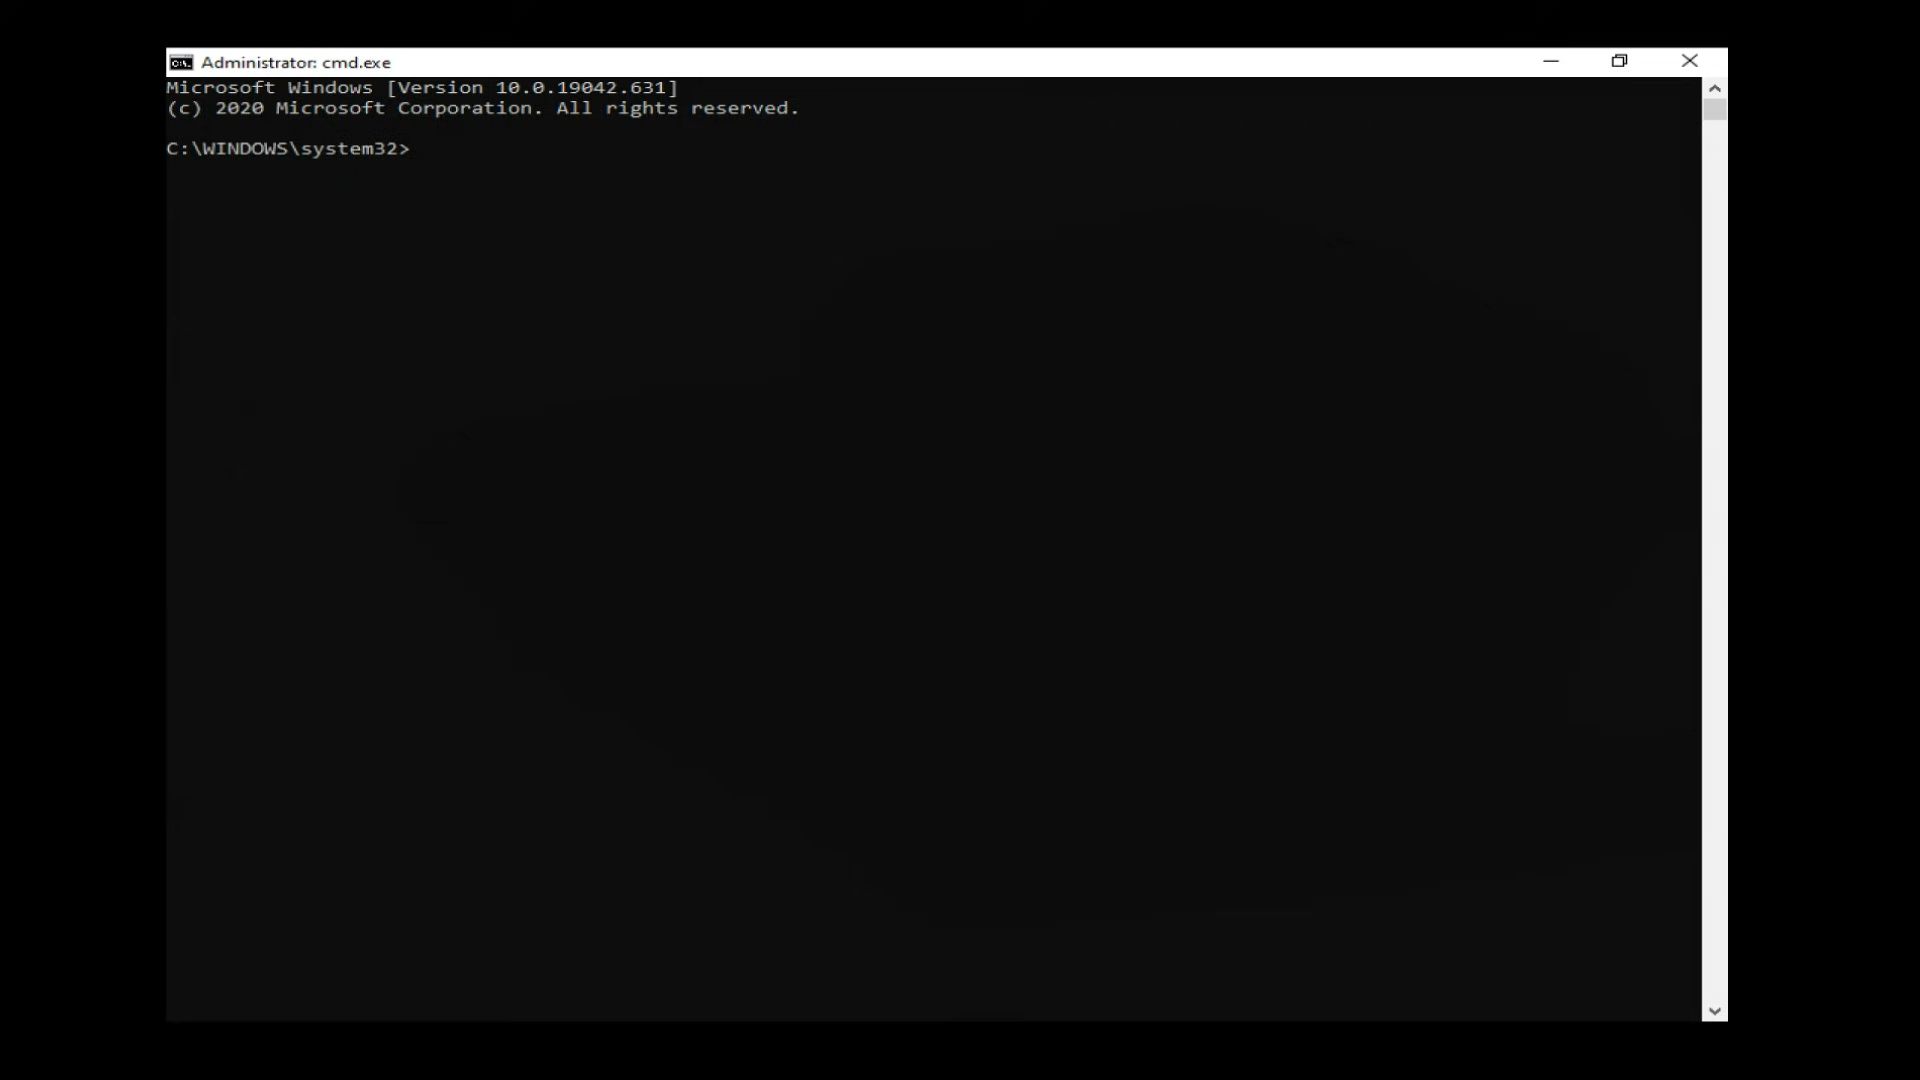 Administrator: cmd.exe
Microsoft Windows [Version 10.0.19042.631]
(c) 2020 Microsoft Corporation. All rights reserved.
C:\WINDOWS\system32>